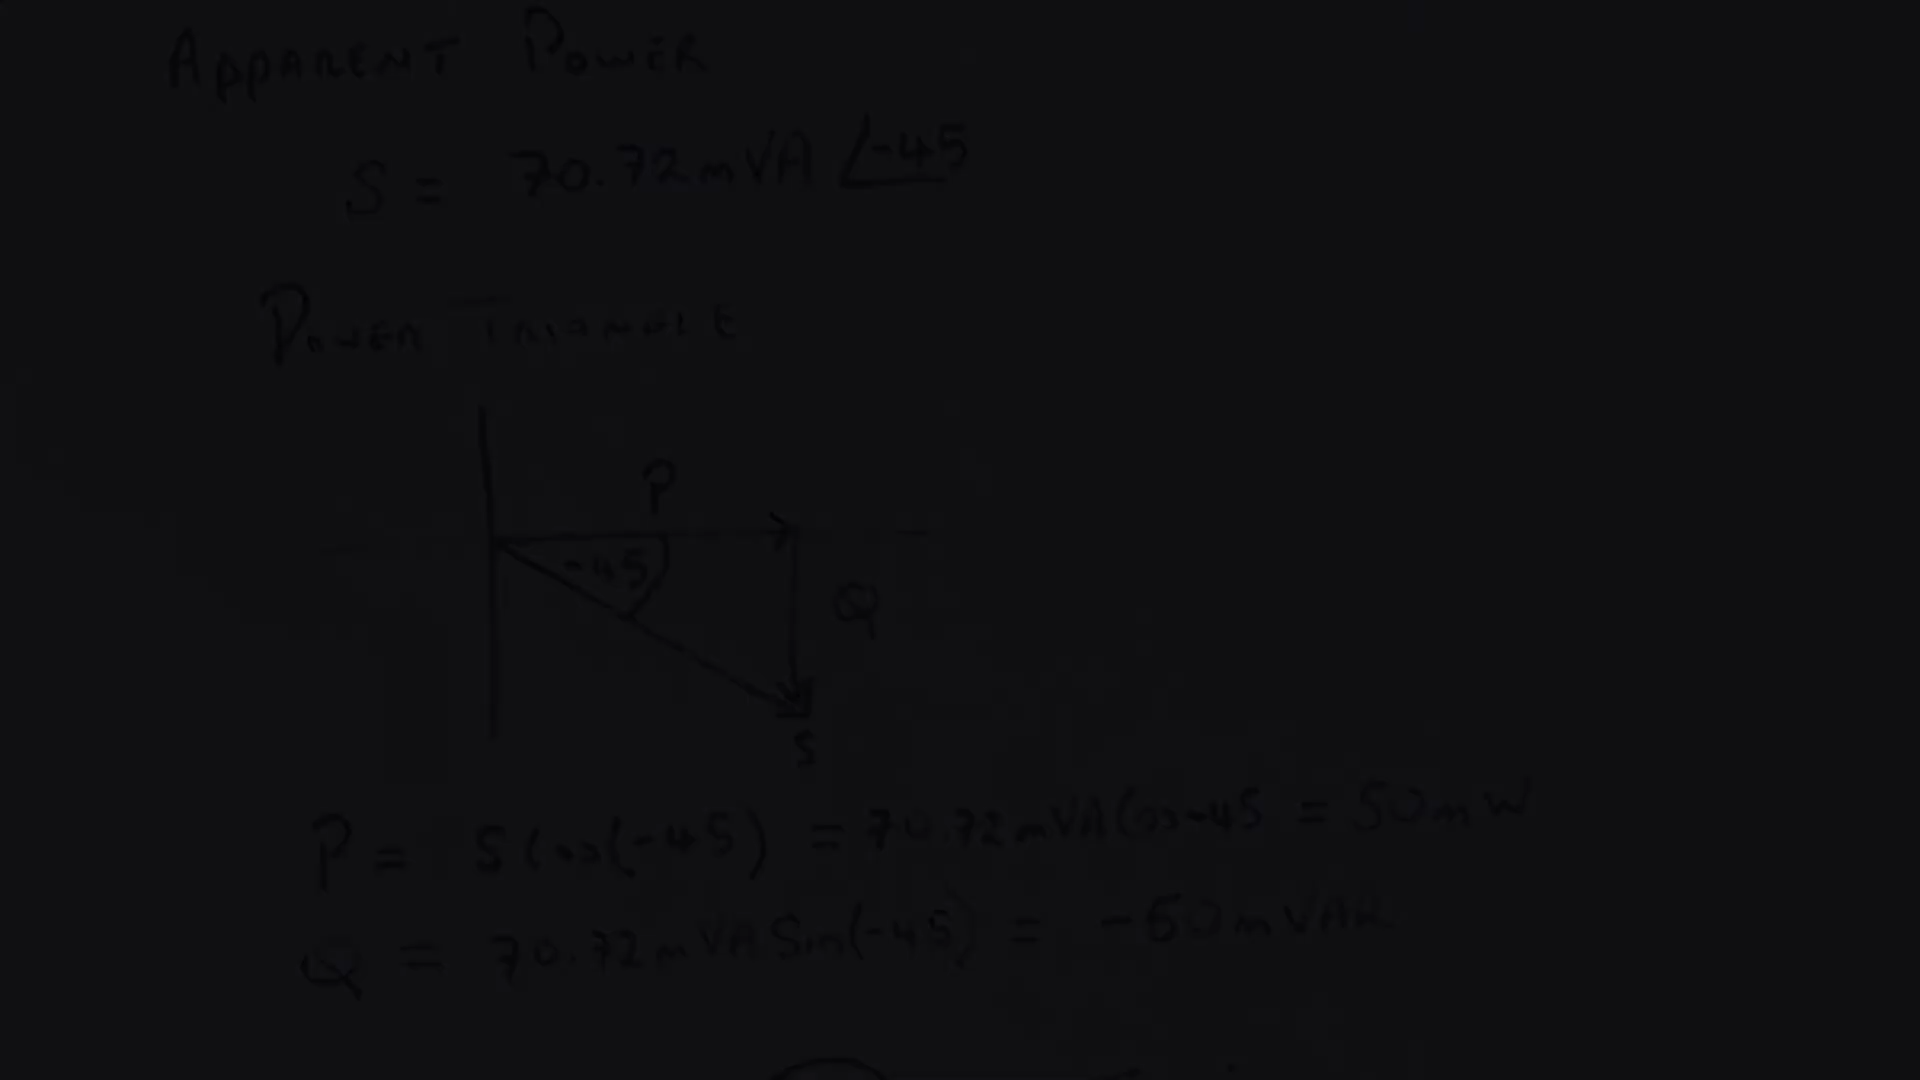 APPARENT POWER
S = 70.72mVA ∠-45
POWER TRIANGLE
P
-45
Q
S
P = S Cos(-45) = 70.72mVA Cos-45 = 50mW
Q = 70.72mVA Sin(-45) = -50mVAR